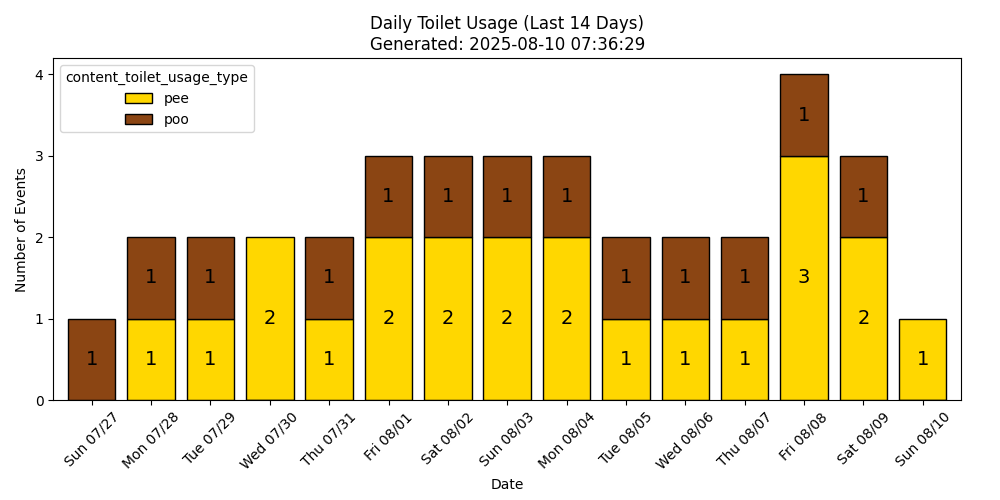 Daily Toilet Usage (Last 14 Days)
Generated: 2025-08-10 07:36:29
content_toilet_usage_type
pee
poo
Number of Events
4
3
2
1
0
1
1
1
1
1
2
1
1
1
2
1
2
1
2
1
2
1
1
1
1
1
1
1
3
1
2
1
Sun 07/27
Mon 07/28
Tue 07/29
Wed 07/30
Thu 07/31
Fri 08/01
Sat 08/02
Sun 08/03
Mon 08/04
Tue 08/05
Wed 08/06
Thu 08/07
Fri 08/08
Sat 08/09
Sun 08/10
Date